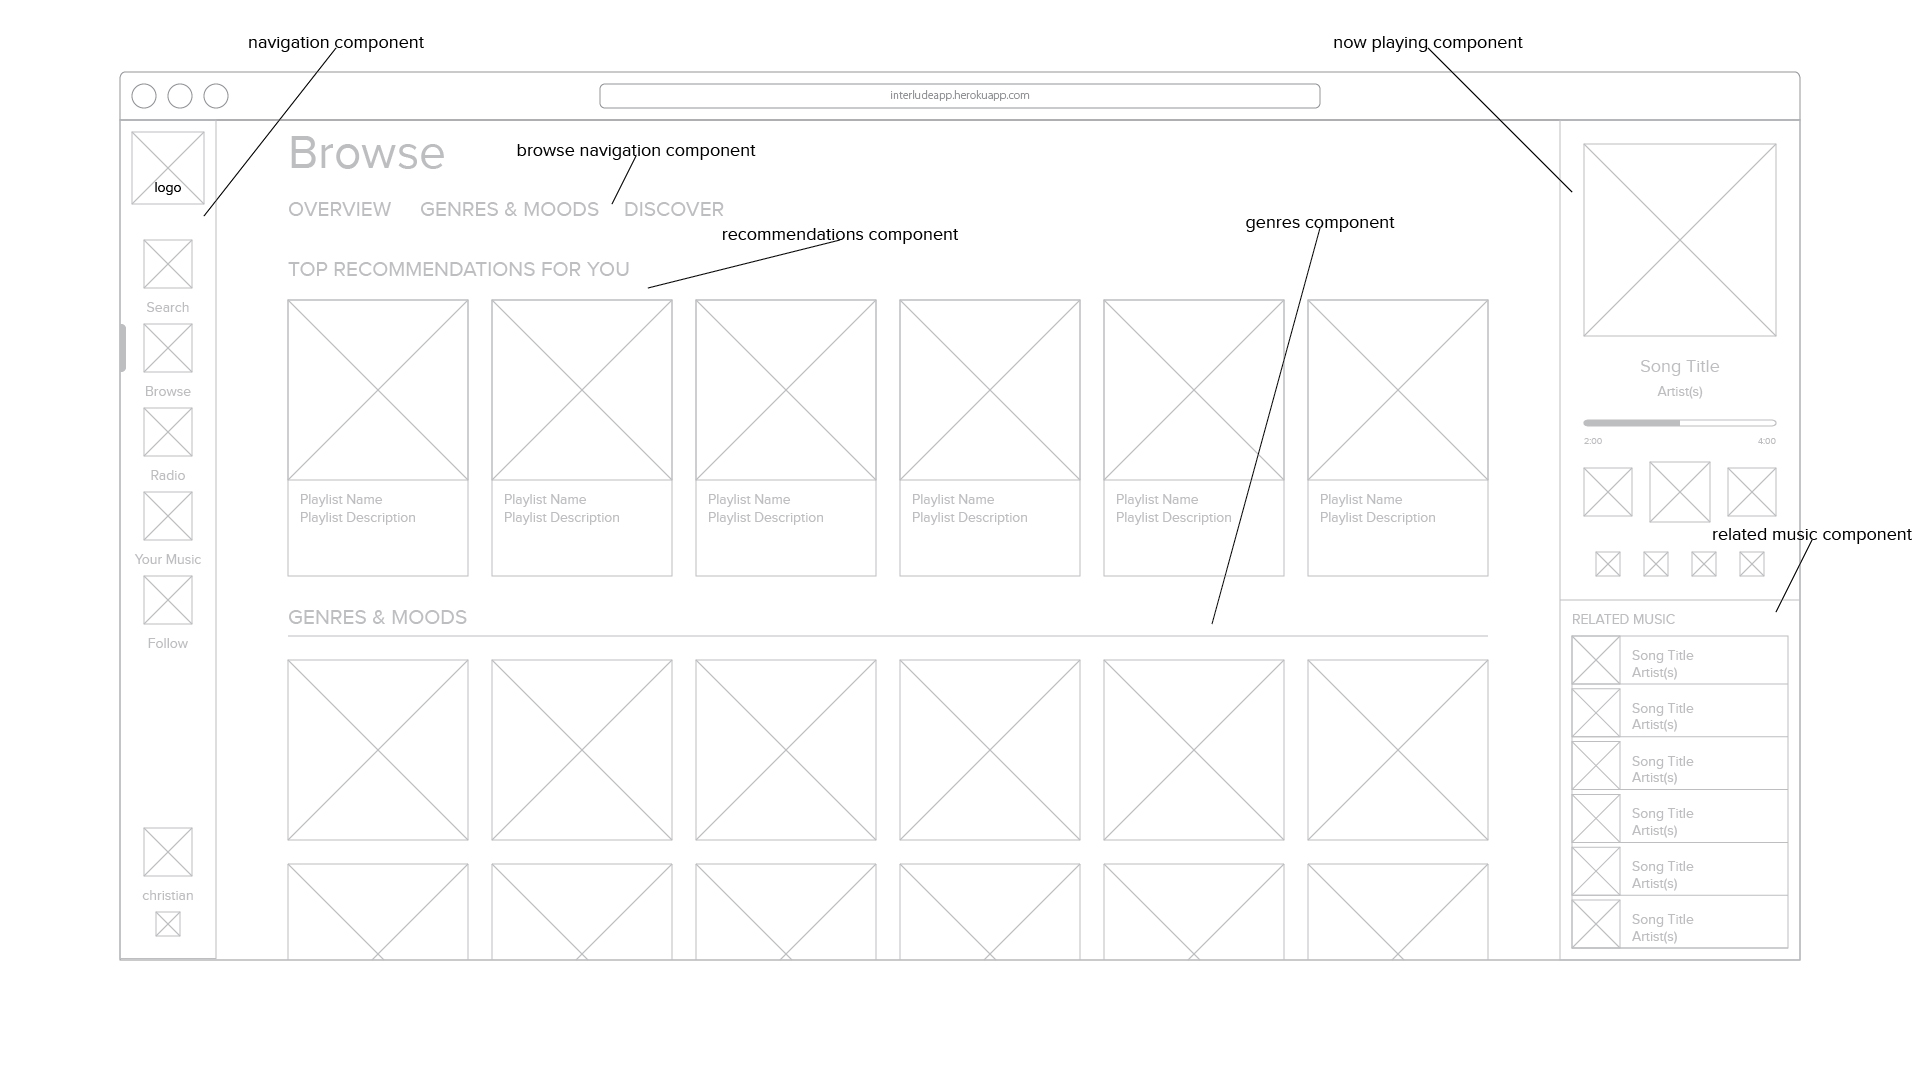 navigation component
now playing component
interludeapp.herokuapp.com
logo
Search
Browse
Radio
Your Music
Follow
christian
Browse
browse navigation component
OVERVIEW GENRES & MOODS DISCOVER
recommendations component
genres component
TOP RECOMMENDATIONS FOR YOU
Playlist Name
Playlist Description
Playlist Name
Playlist Description
Playlist Name
Playlist Description
Playlist Name
Playlist Description
Playlist Name
Playlist Description
Playlist Name
Playlist Description
GENRES & MOODS
Song Title
Artist(s)
2:00 4:00
related music component
RELATED MUSIC
Song Title
Artist(s)
Song Title
Artist(s)
Song Title
Artist(s)
Song Title
Artist(s)
Song Title
Artist(s)
Song Title
Artist(s)